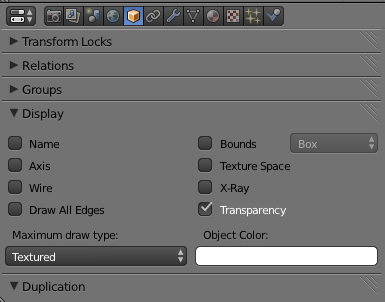 Transform Locks
Relations
Groups
Display
Name Bounds Box
Axis Texture Space
Wire X-Ray
Draw All Edges Transparency
Maximum draw type: Object Color:
Textured
Duplication